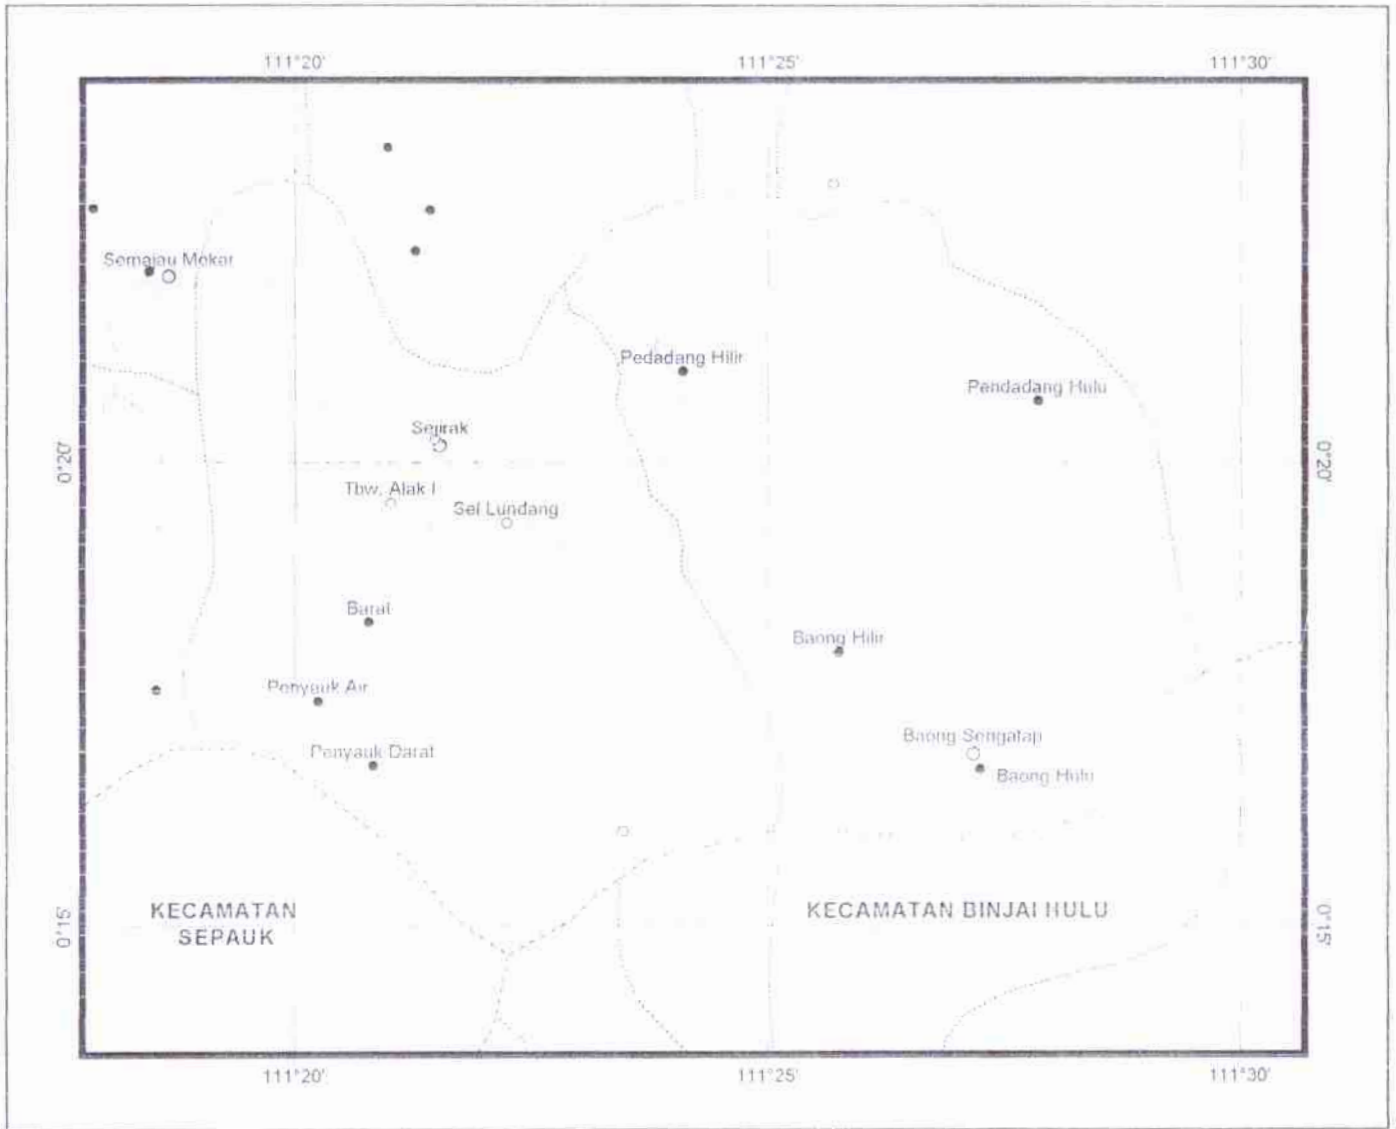 111°20' 111°25' 111°30'
Semajau Mekar
Pedadang Hilir
Pendadang Hulu
Sejirak
0°20' 0°20'
Tbw. Alak I
Sei Lundang
Barat
Baong Hilir
Penyauk Air
Baong Sengatap
Penyauk Darat
Baong Hulu
KECAMATAN
SEPAUK
KECAMATAN BINJAI HULU
0°15' 0°15'
111°20' 111°25' 111°30'